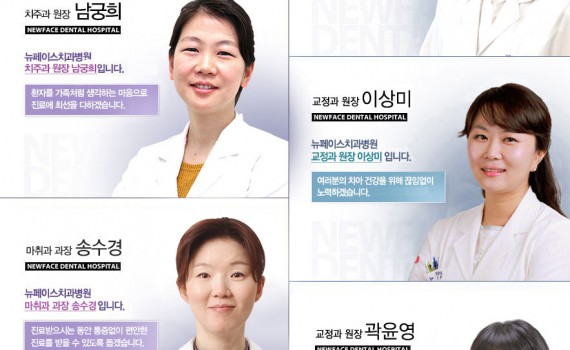 치주과 원장 남궁희
NEWFACE DENTAL HOSPITAL
뉴페이스치과병원
치주과 원장 남궁희입니다.
환자를 가족처럼 생각하는 마음으로
진료에 최선을 다하겠습니다.
마취과 과장 송수경
NEWFACE DENTAL HOSPITAL
뉴페이스치과병원
마취과 과장 송수경입니다.
진료받으시는 동안 통증없이 편안한
진료를 받을 수 있도록 돕겠습니다.
교정과 원장 이상미
NEWFACE DENTAL HOSPITAL
뉴페이스치과병원
교정과 원장 이상미 입니다.
여러분의 치아 건강을 위해 끊임없이
노력하겠습니다.
교정과 원장 곽윤영
NEWFACE DENTAL HOSPITAL